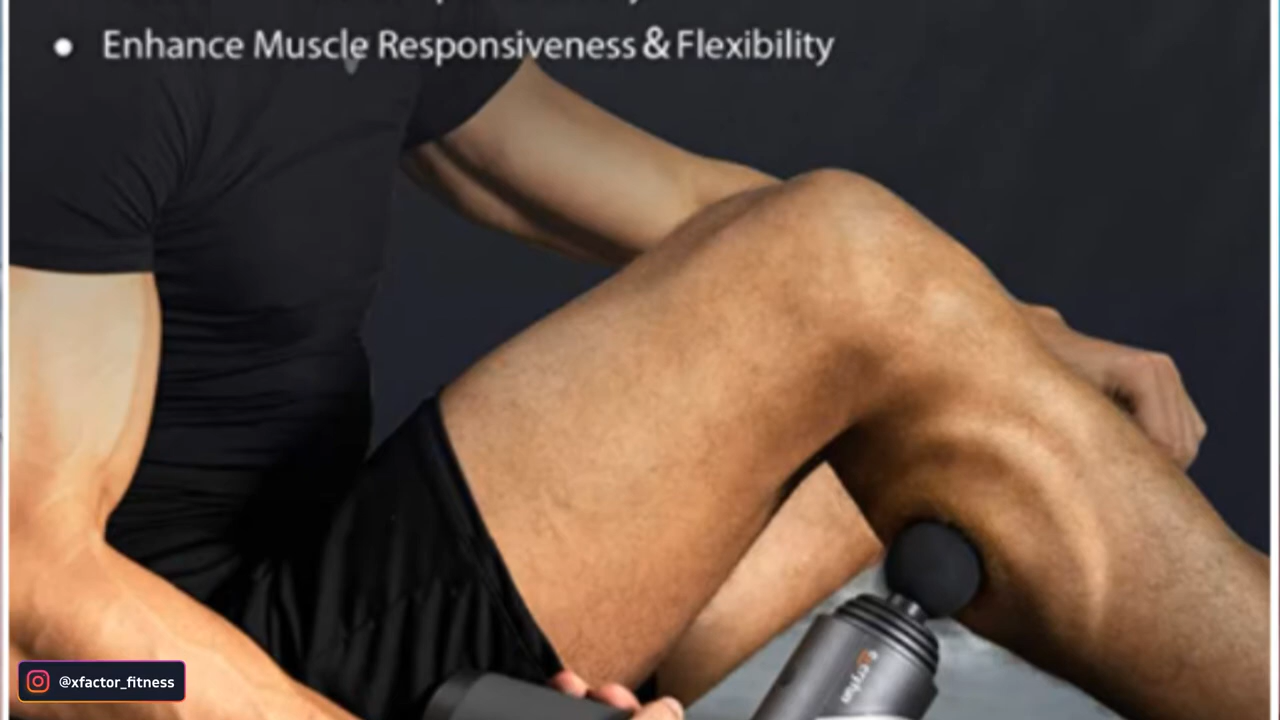 ● Enhance Muscle Responsiveness & Flexibility
@xfactor_fitness